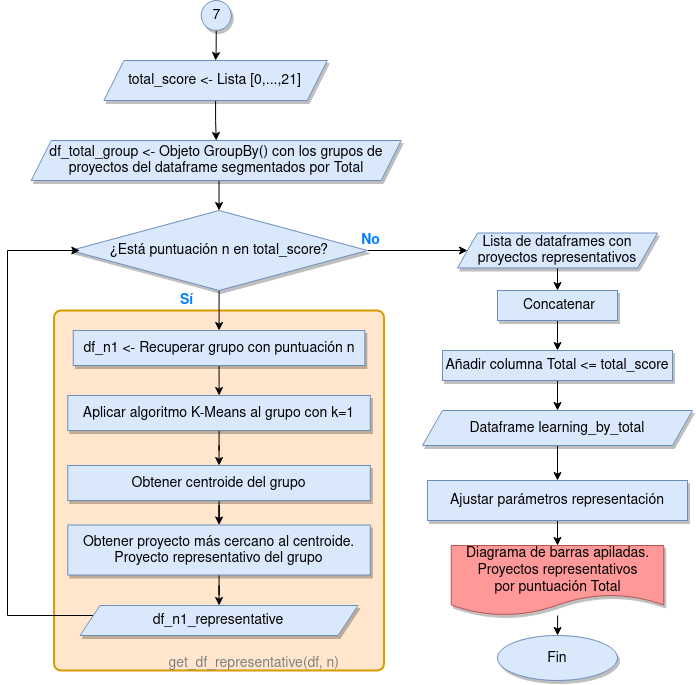 7
total_score <- Lista [0,...,21]
df_total_group <- Objeto GroupBy() con los grupos de
proyectos del dataframe segmentados por Total
¿Está puntuación n en total_score?
No
Sí
df_n1 <- Recuperar grupo con puntuación n
Aplicar algoritmo K-Means al grupo con k=1
Obtener centroide del grupo
Obtener proyecto más cercano al centroide.
Proyecto representativo del grupo
df_n1_representative
get_df_representative(df, n)
Lista de dataframes con
proyectos representativos
Concatenar
Añadir columna Total <= total_score
Dataframe learning_by_total
Ajustar parámetros representación
Diagrama de barras apiladas.
Proyectos representativos
por puntuación Total
Fin